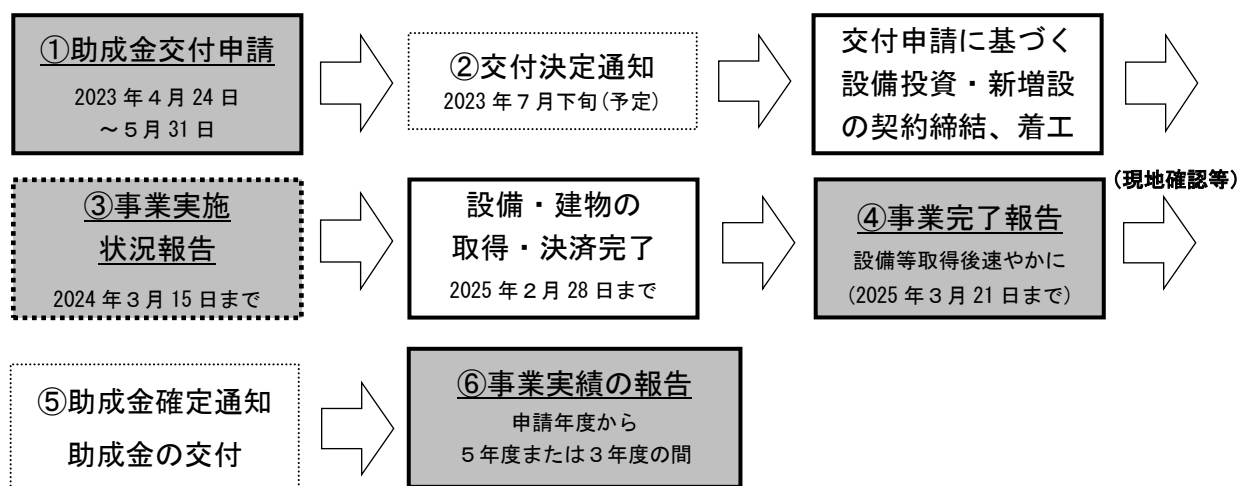 ①助成金交付申請
2023年4月24日
～5月31日
②交付決定通知
2023年7月下旬(予定)
交付申請に基づく
設備投資・新増設
の契約締結、着工
③事業実施
状況報告
2024年3月15日まで
設備・建物の
取得・決済完了
2025年2月28日まで
④事業完了報告
設備等取得後速やかに
(2025年3月21日まで)
(現地確認等)
⑤助成金確定通知
助成金の交付
⑥事業実績の報告
申請年度から
5年度または3年度の間